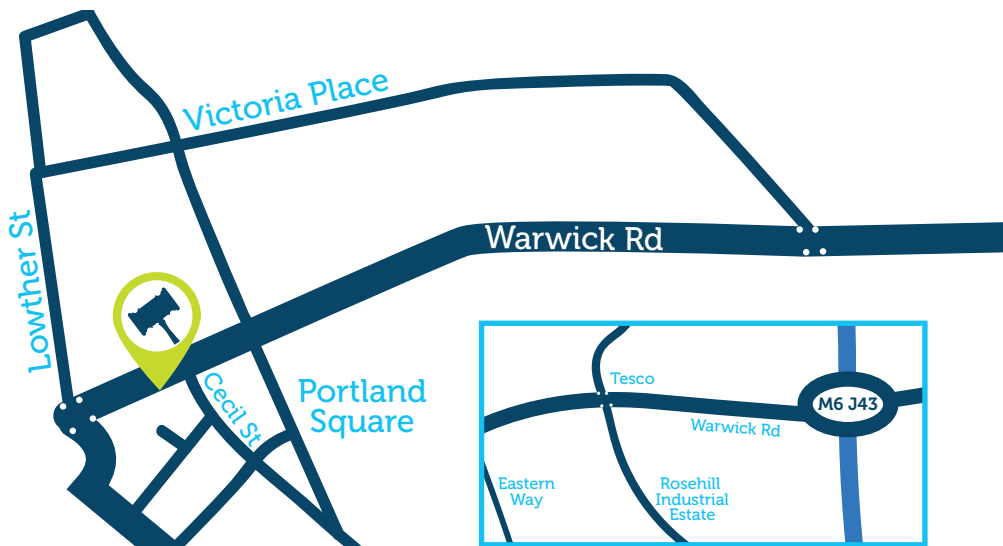 Victoria Place
Lowther St
Warwick Rd
Cecil St
Portland
Square
Tesco
M6 J43
Warwick Rd
Eastern
Way
Rosehill
Industrial
Estate